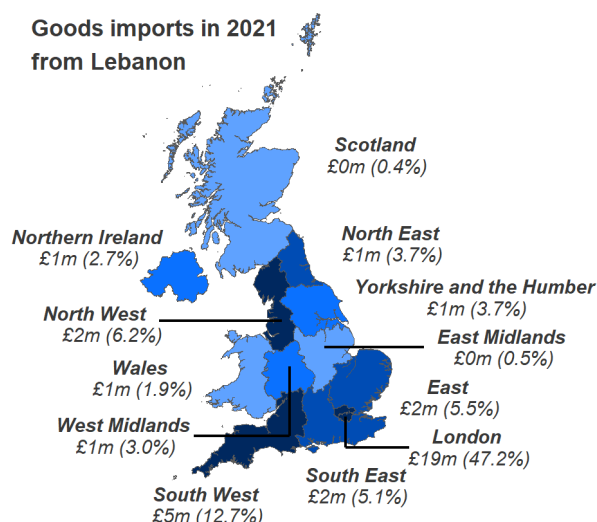 Goods imports in 2021
from Lebanon
Scotland
£0m (0.4%)
Northern Ireland
£1m (2.7%)
North East
£1m (3.7%)
Yorkshire and the Humber
£1m (3.7%)
North West
£2m (6.2%)
East Midlands
£0m (0.5%)
Wales
£1m (1.9%)
East
£2m (5.5%)
West Midlands
£1m (3.0%)
London
£19m (47.2%)
South East
£2m (5.1%)
South West
£5m (12.7%)